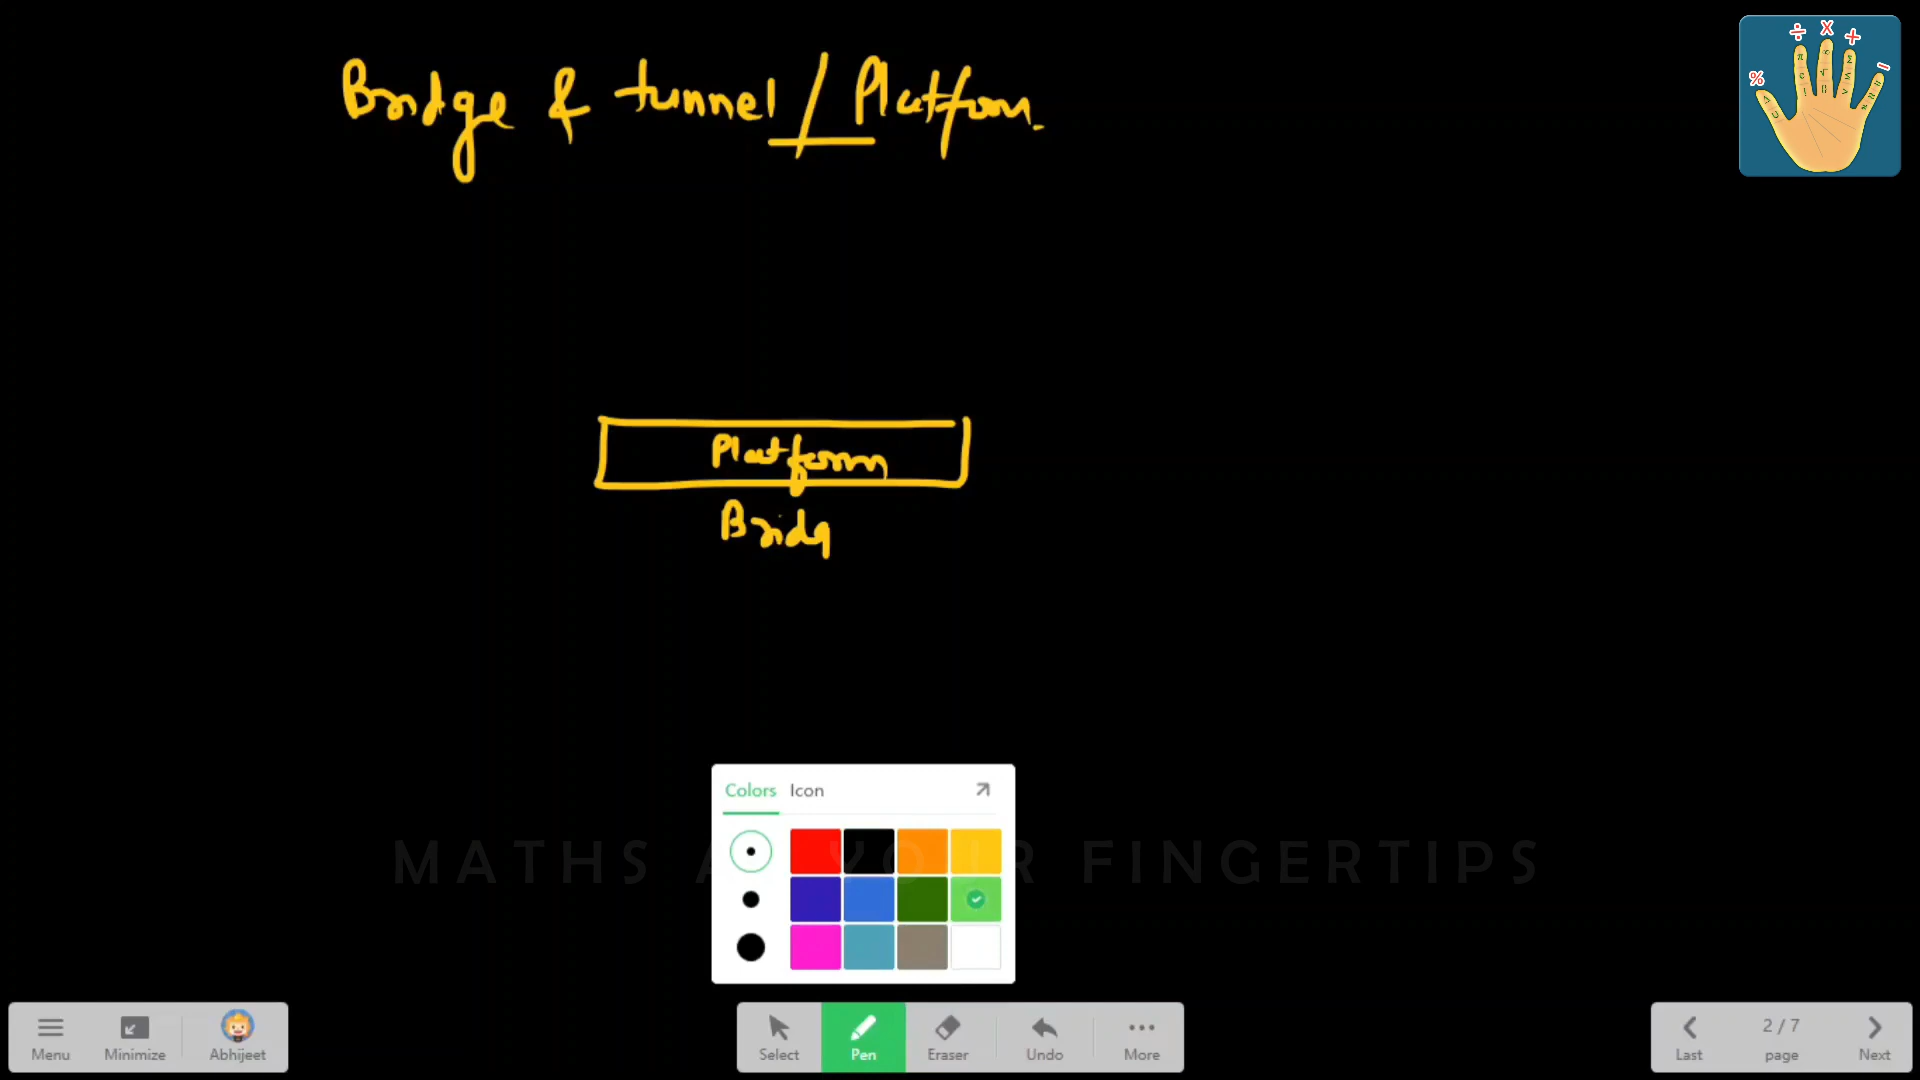 Bridge & tunnel / Platform.
Platform
Bridg
Colors Icon
MATHS A YOUR FINGERTIPS
Menu Minimize Abhijeet
Select Pen Eraser Undo More
2 / 7
Last page Next